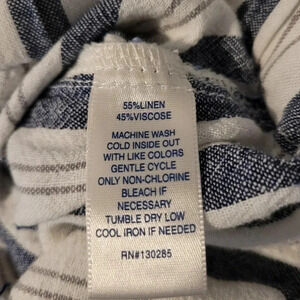 55%LINEN
45%VISCOSE
MACHINE WASH
COLD INSIDE OUT
WITH LIKE COLORS
GENTLE CYCLE
ONLY NON-CHLORINE
BLEACH IF
NECESSARY
TUMBLE DRY LOW
COOL IRON IF NEEDED
RN#130285